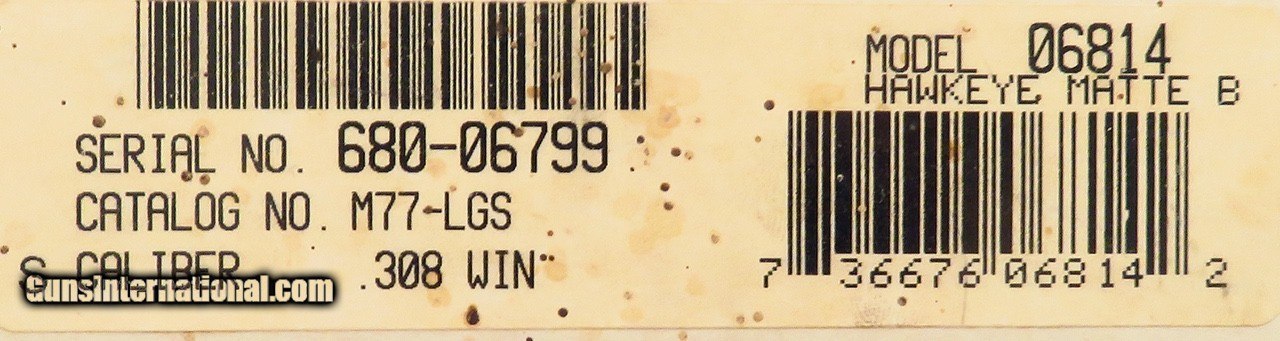 SERIAL NO. 680-06799
CATALOG NO. M77-LGS
S CALIBER .308 WIN
Gunsinternational.com
MODEL 06814
HAWKEYE MATTE B
7 36676 06814 2